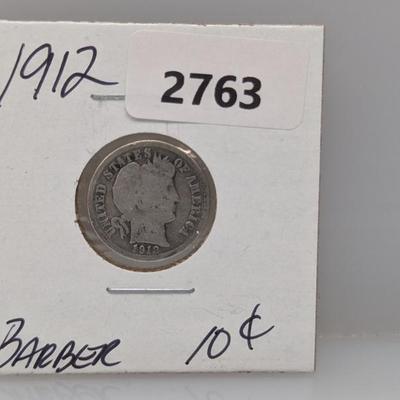 1912
2763
UNITED STATES OF AMERICA
1912
BARBER 10¢